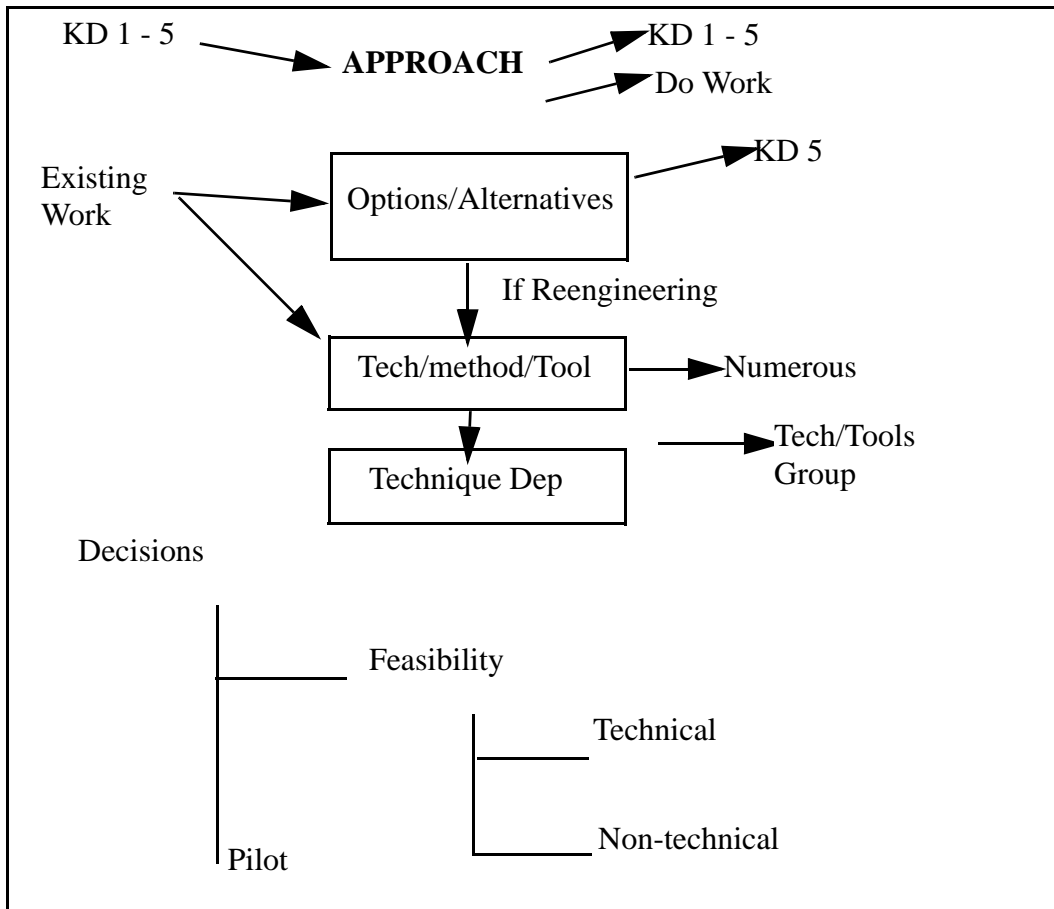 KD 1 - 5
APPROACH
KD 1 - 5
Do Work
KD 5
Existing
Work
Options/Alternatives
If Reengineering
Tech/method/Tool
Numerous
Tech/Tools
Group
Technique Dep
Decisions
Feasibility
Technical
Non-technical
Pilot